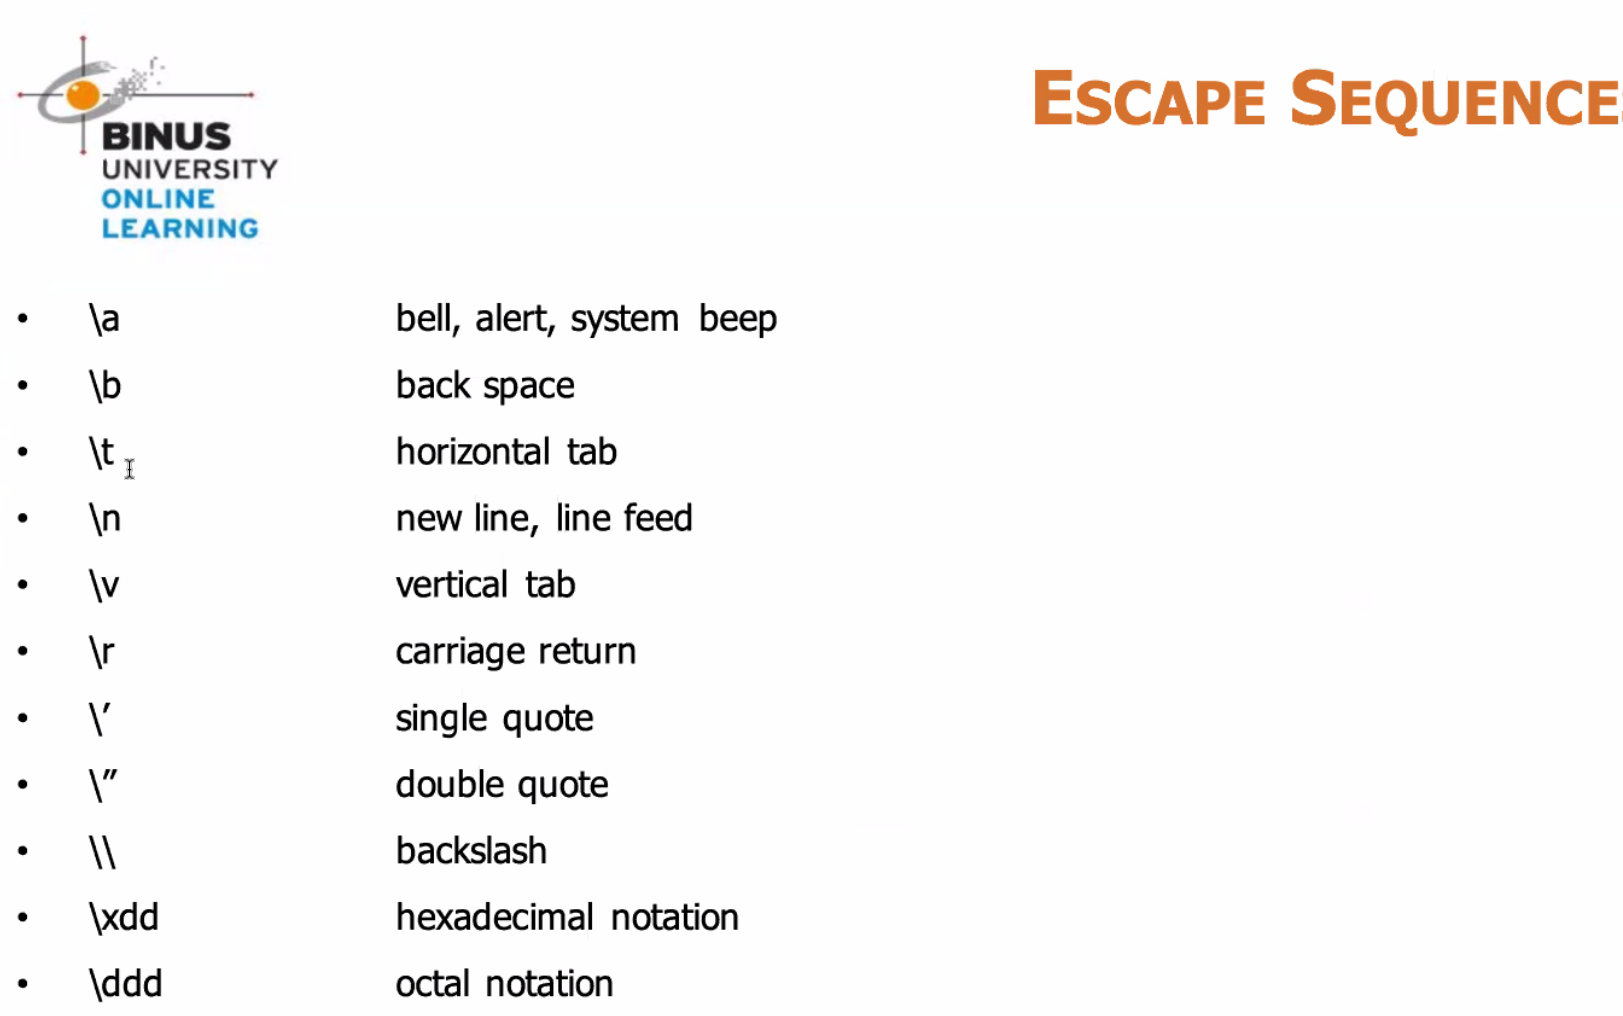 BINUS
UNIVERSITY
ONLINE
LEARNING
ESCAPE SEQUENCE
• \a bell, alert, system beep
• \b back space
• \t horizontal tab
• \n new line, line feed
• \v vertical tab
• \r carriage return
• \’ single quote
• \” double quote
• \\ backslash
• \xdd hexadecimal notation
• \ddd octal notation